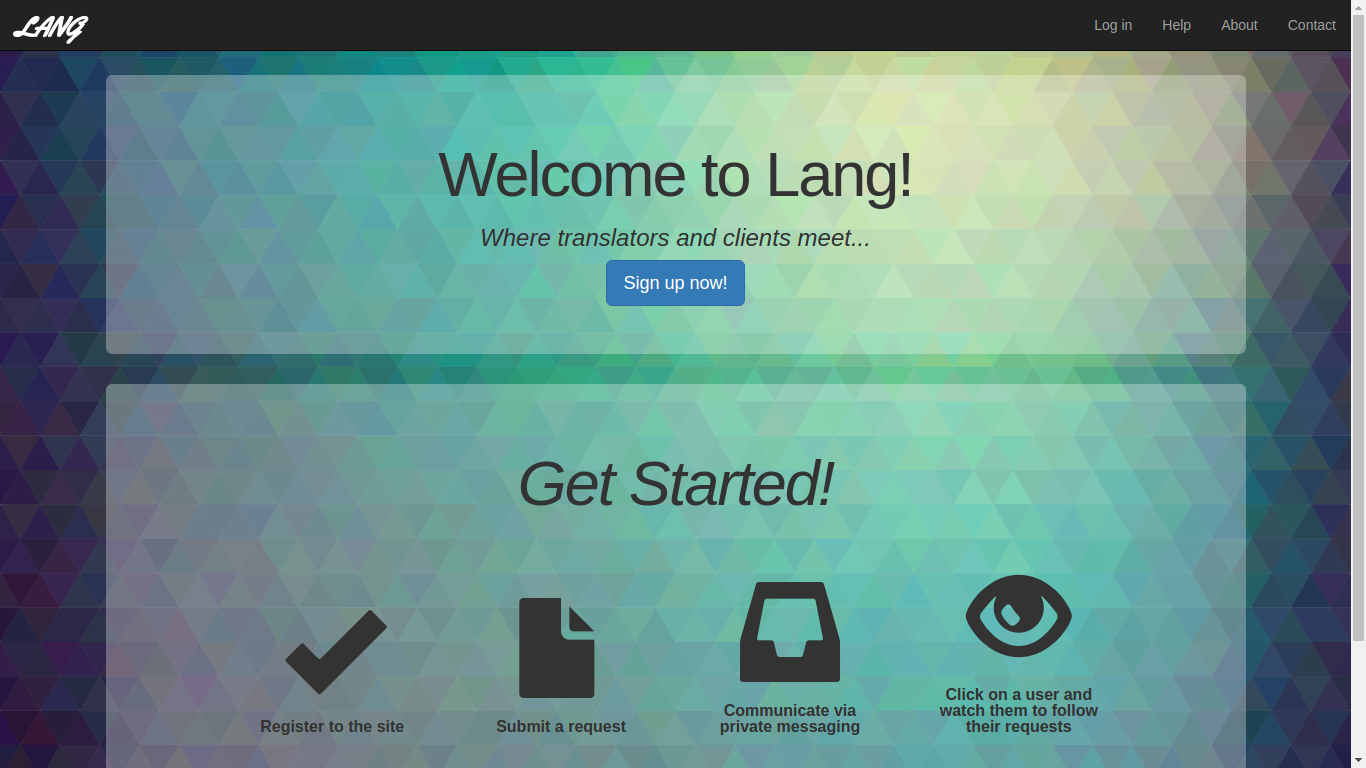 LANG
Log in
Help
About
Contact
Welcome to Lang!
Where translators and clients meet...
Sign up now!
Get Started!
Register to the site
Submit a request
Communicate via
private messaging
Click on a user and
watch them to follow
their requests